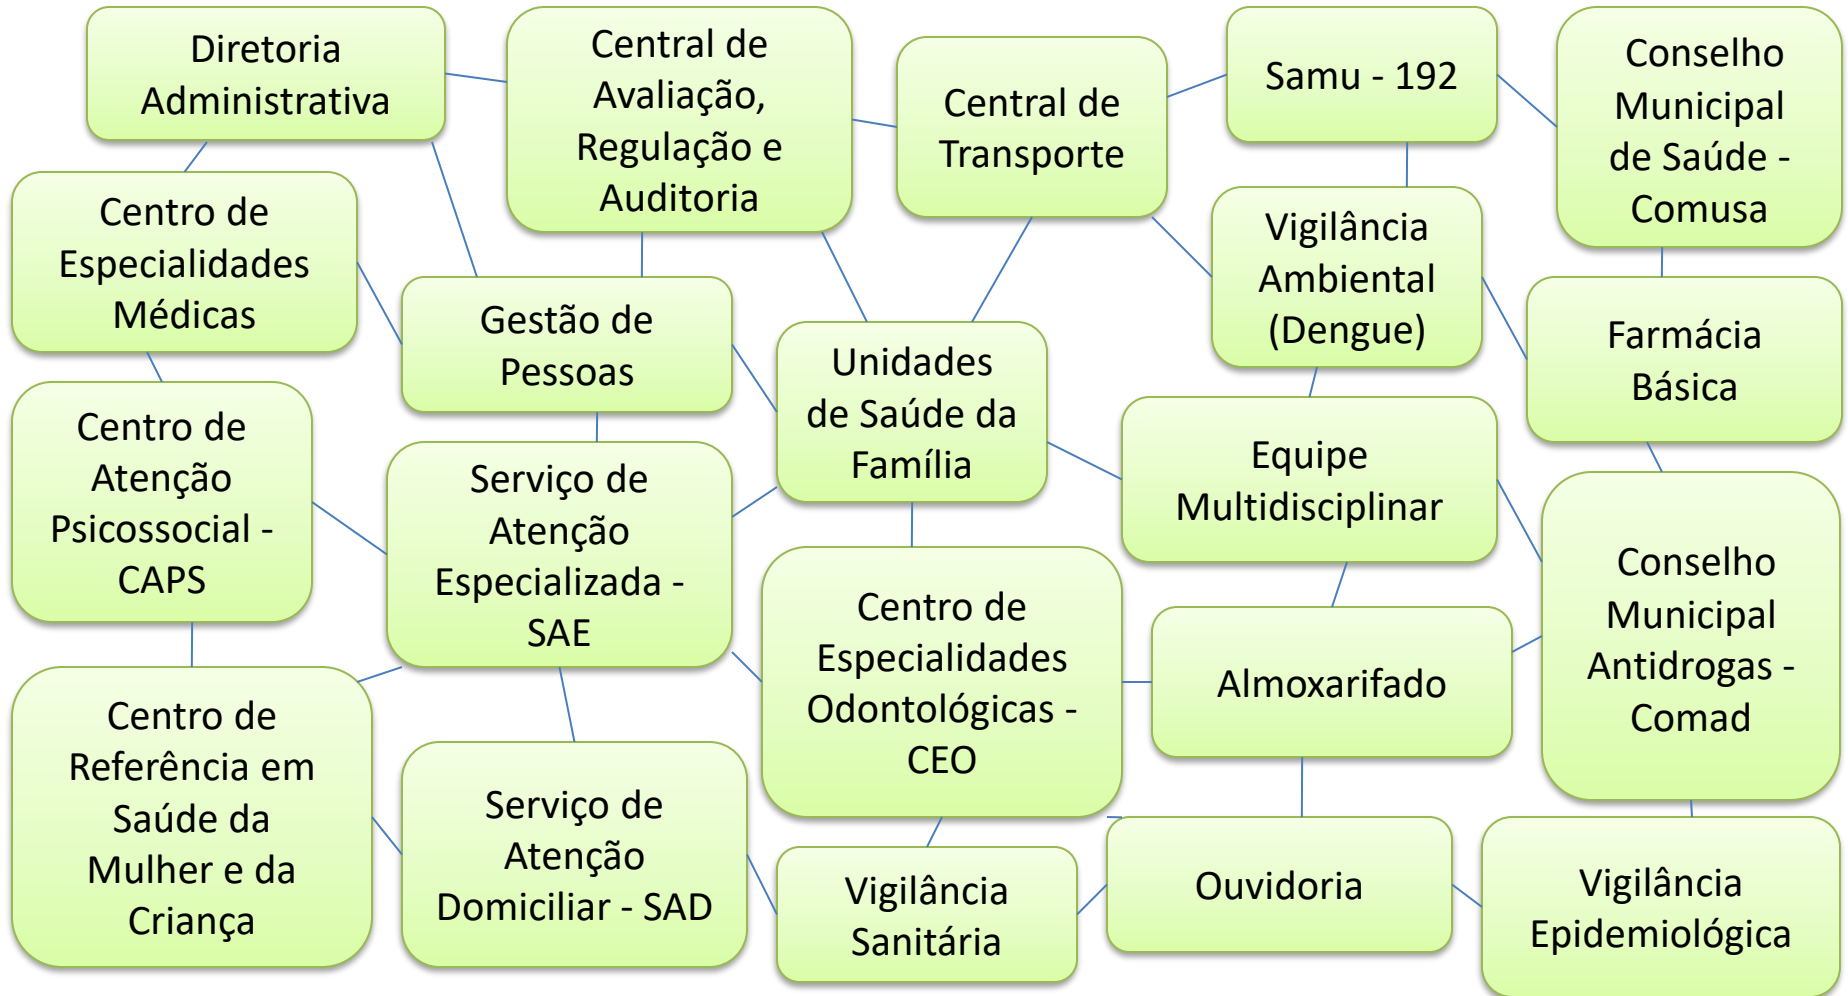 Diretoria
Administrativa
Central de
Avaliação,
Regulação e
Auditoria
Central de
Transporte
Samu - 192
Conselho
Municipal
de Saúde -
Comusa
Centro de
Especialidades
Médicas
Gestão de
Pessoas
Unidades
de Saúde da
Família
Vigilância
Ambiental
(Dengue)
Farmácia
Básica
Centro de
Atenção
Psicossocial -
CAPS
Serviço de
Atenção
Especializada -
SAE
Equipe
Multidisciplinar
Centro de
Especialidades
Odontológicas -
CEO
Almoxarifado
Conselho
Municipal
Antidrogas -
Comad
Centro de
Referência em
Saúde da
Mulher e da
Criança
Serviço de
Atenção
Domiciliar - SAD
Vigilância
Sanitária
Ouvidoria
Vigilância
Epidemiológica